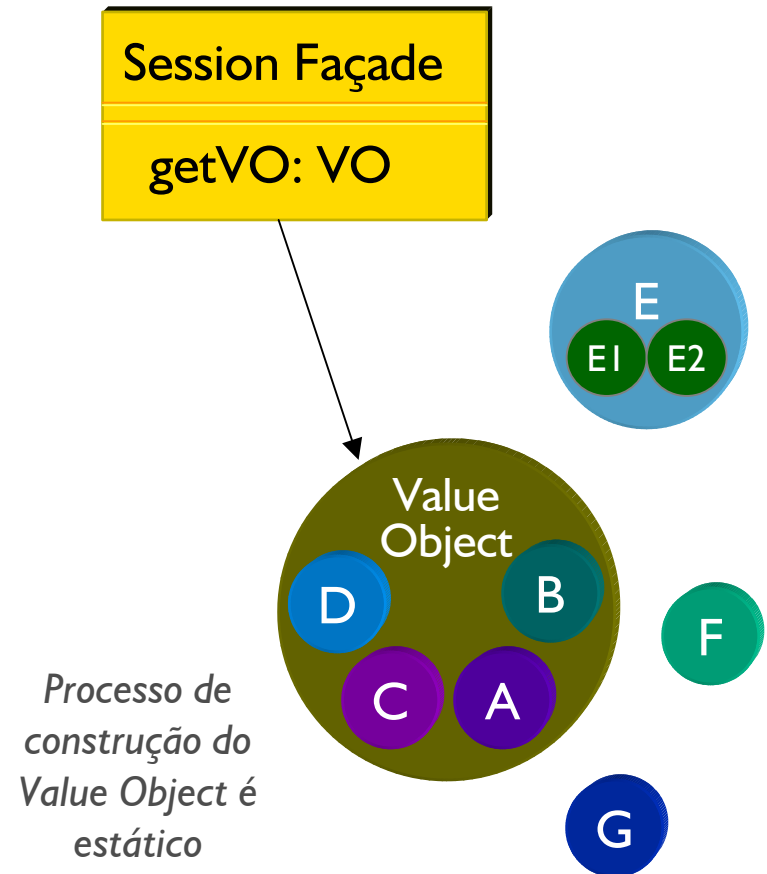 Session Façade
getVO: VO
E
E1 E2
Value
Object
D
B
C
A
F
G
Processo de
construção do
Value Object é
estático